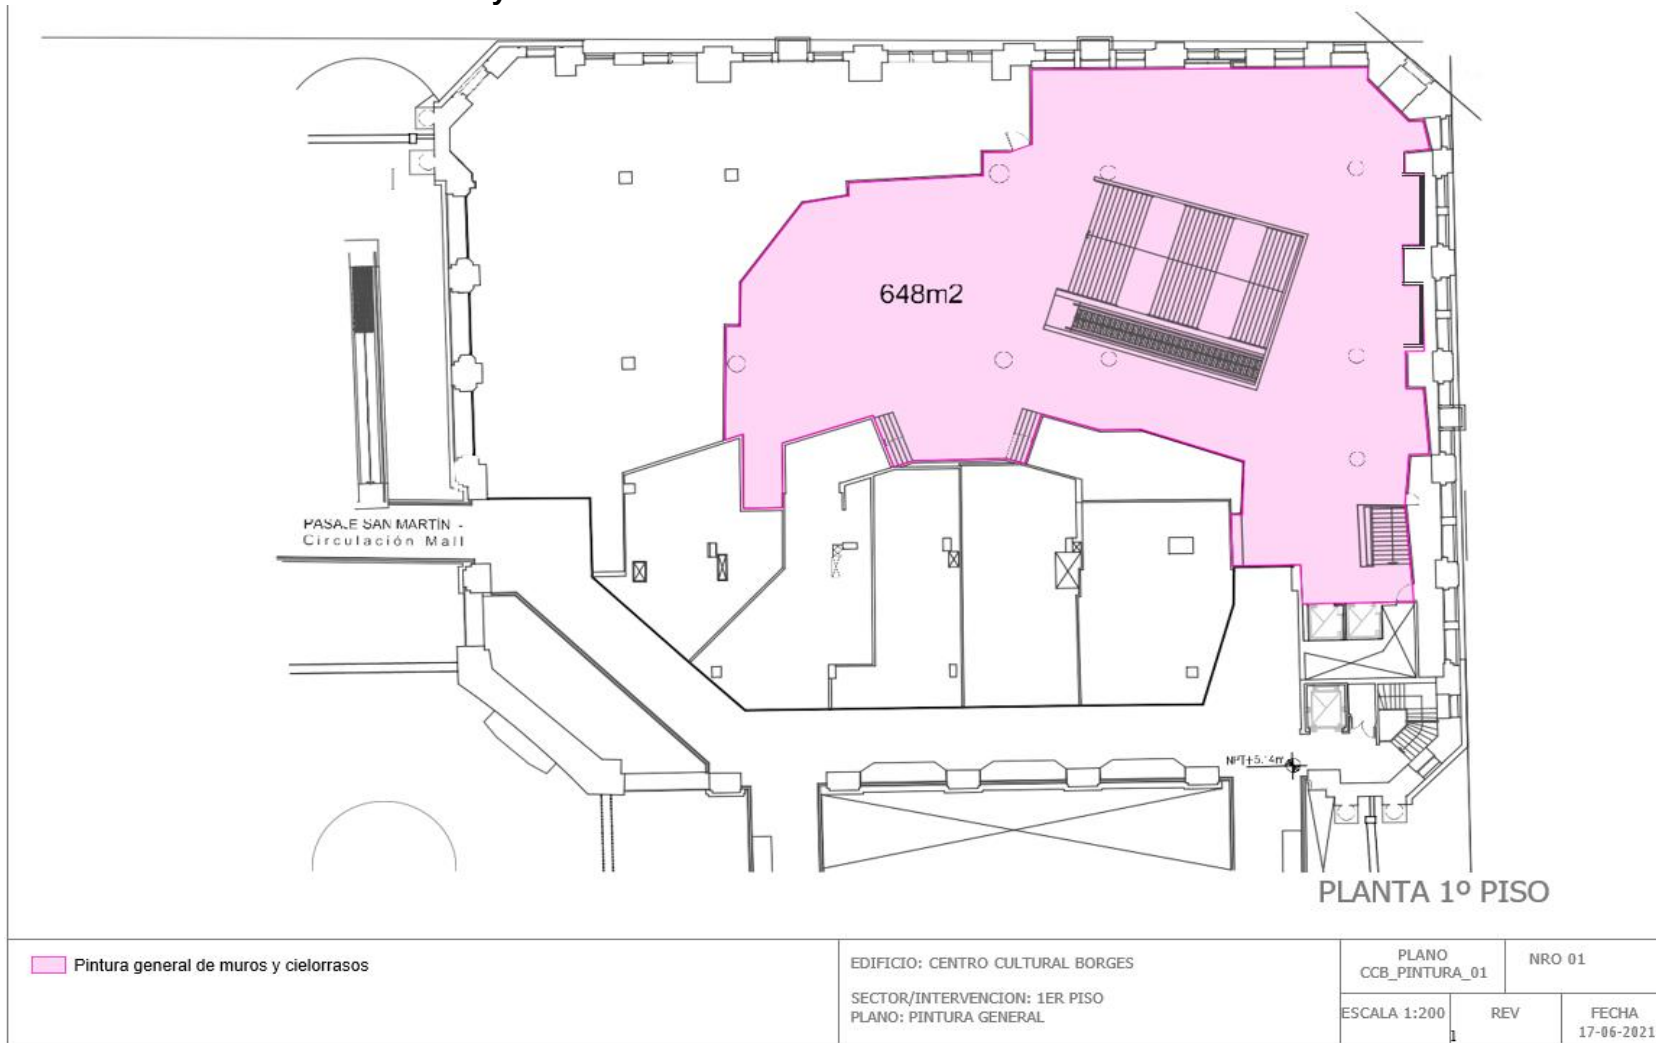 y
648m2
PASAJE SAN MARTÍN -
Circulación Mall
PLANTA 1º PISO
Pintura general de muros y cielorrasos
EDIFICIO: CENTRO CULTURAL BORGES
SECTOR/INTERVENCION: 1ER PISO
PLANO: PINTURA GENERAL
PLANO
CCB_PINTURA_01
NRO 01
ESCALA 1:200
REV
1
FECHA
17-06-2021